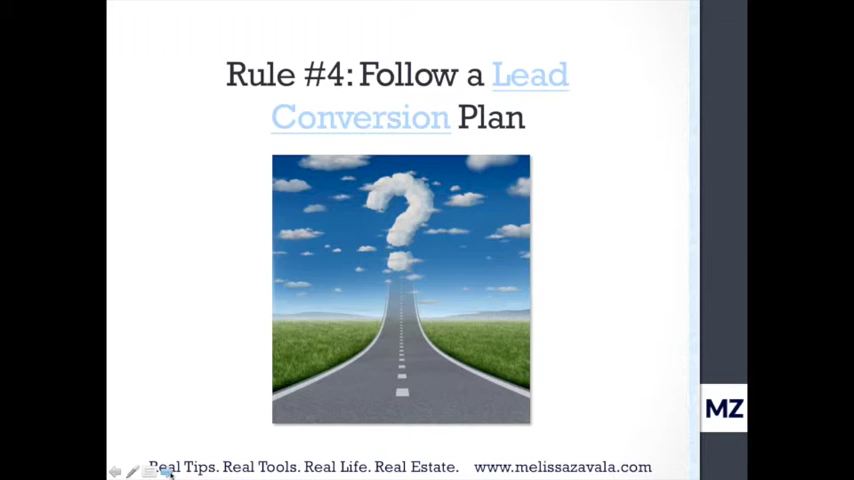 Rule #4: Follow a Lead
Conversion Plan
MZ
Real Tips. Real Tools. Real Life. Real Estate. www.melissazavala.com